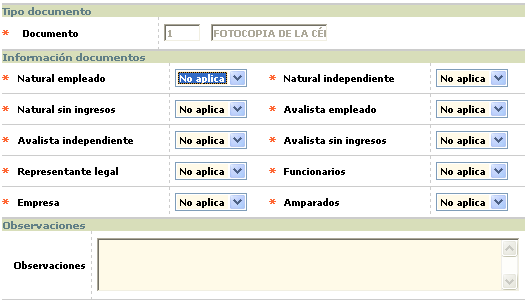 Tipo documento
* Documento 1 FOTOCOPIA DE LA CÉ
Información documentos
* Natural empleado No aplica * Natural independiente No aplica
* Natural sin ingresos No aplica * Avalista empleado No aplica
* Avalista independiente No aplica * Avalista sin ingresos No aplica
* Representante legal No aplica * Funcionarios No aplica
* Empresa No aplica * Amparados No aplica
Observaciones
Observaciones